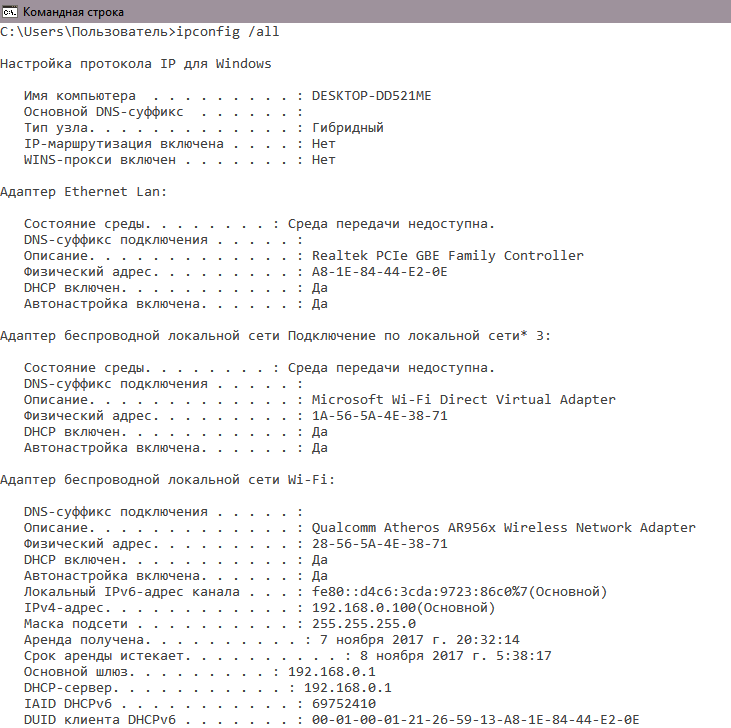 Командная строка
C:\Users\Пользователь>ipconfig /all
Настройка протокола IP для Windows
Имя компьютера  . . . . . . . . . : DESKTOP-DD521ME
Основной DNS-суффикс  . . . . . . :
Тип узла. . . . . . . . . . . . . : Гибридный
IP-маршрутизация включена . . . . : Нет
WINS-прокси включен . . . . . . . : Нет
Адаптер Ethernet Lan:
Состояние среды. . . . . . . . : Среда передачи недоступна.
DNS-суффикс подключения . . . . . :
Описание. . . . . . . . . . . . . : Realtek PCIe GBE Family Controller
Физический адрес. . . . . . . . . : A8-1E-84-44-E2-0E
DHCP включен. . . . . . . . . . . : Да
Автонастройка включена. . . . . . : Да
Адаптер беспроводной локальной сети Подключение по локальной сети* 3:
Состояние среды. . . . . . . . : Среда передачи недоступна.
DNS-суффикс подключения . . . . . :
Описание. . . . . . . . . . . . . : Microsoft Wi-Fi Direct Virtual Adapter
Физический адрес. . . . . . . . . : 1A-56-5A-4E-38-71
DHCP включен. . . . . . . . . . . : Да
Автонастройка включена. . . . . . : Да
Адаптер беспроводной локальной сети Wi-Fi:
DNS-суффикс подключения . . . . . :
Описание. . . . . . . . . . . . . : Qualcomm Atheros AR956x Wireless Network Adapter
Физический адрес. . . . . . . . . : 28-56-5A-4E-38-71
DHCP включен. . . . . . . . . . . : Да
Автонастройка включена. . . . . . : Да
Локальный IPv6-адрес канала . . . : fe80::d4c6:3cda:9723:86c0%7(Основной)
IPv4-адрес. . . . . . . . . . . . : 192.168.0.100(Основной)
Маска подсети . . . . . . . . . . : 255.255.255.0
Аренда получена. . . . . . . . . . : 7 ноября 2017 г. 20:32:14
Срок аренды истекает. . . . . . . . . . : 8 ноября 2017 г. 5:38:17
Основной шлюз. . . . . . . . . : 192.168.0.1
DHCP-сервер. . . . . . . . . . . : 192.168.0.1
IAID DHCPv6 . . . . . . . . . . . : 69752410
DUID клиента DHCPv6 . . . . . . . : 00-01-00-01-21-26-59-13-A8-1E-84-44-E2-0E